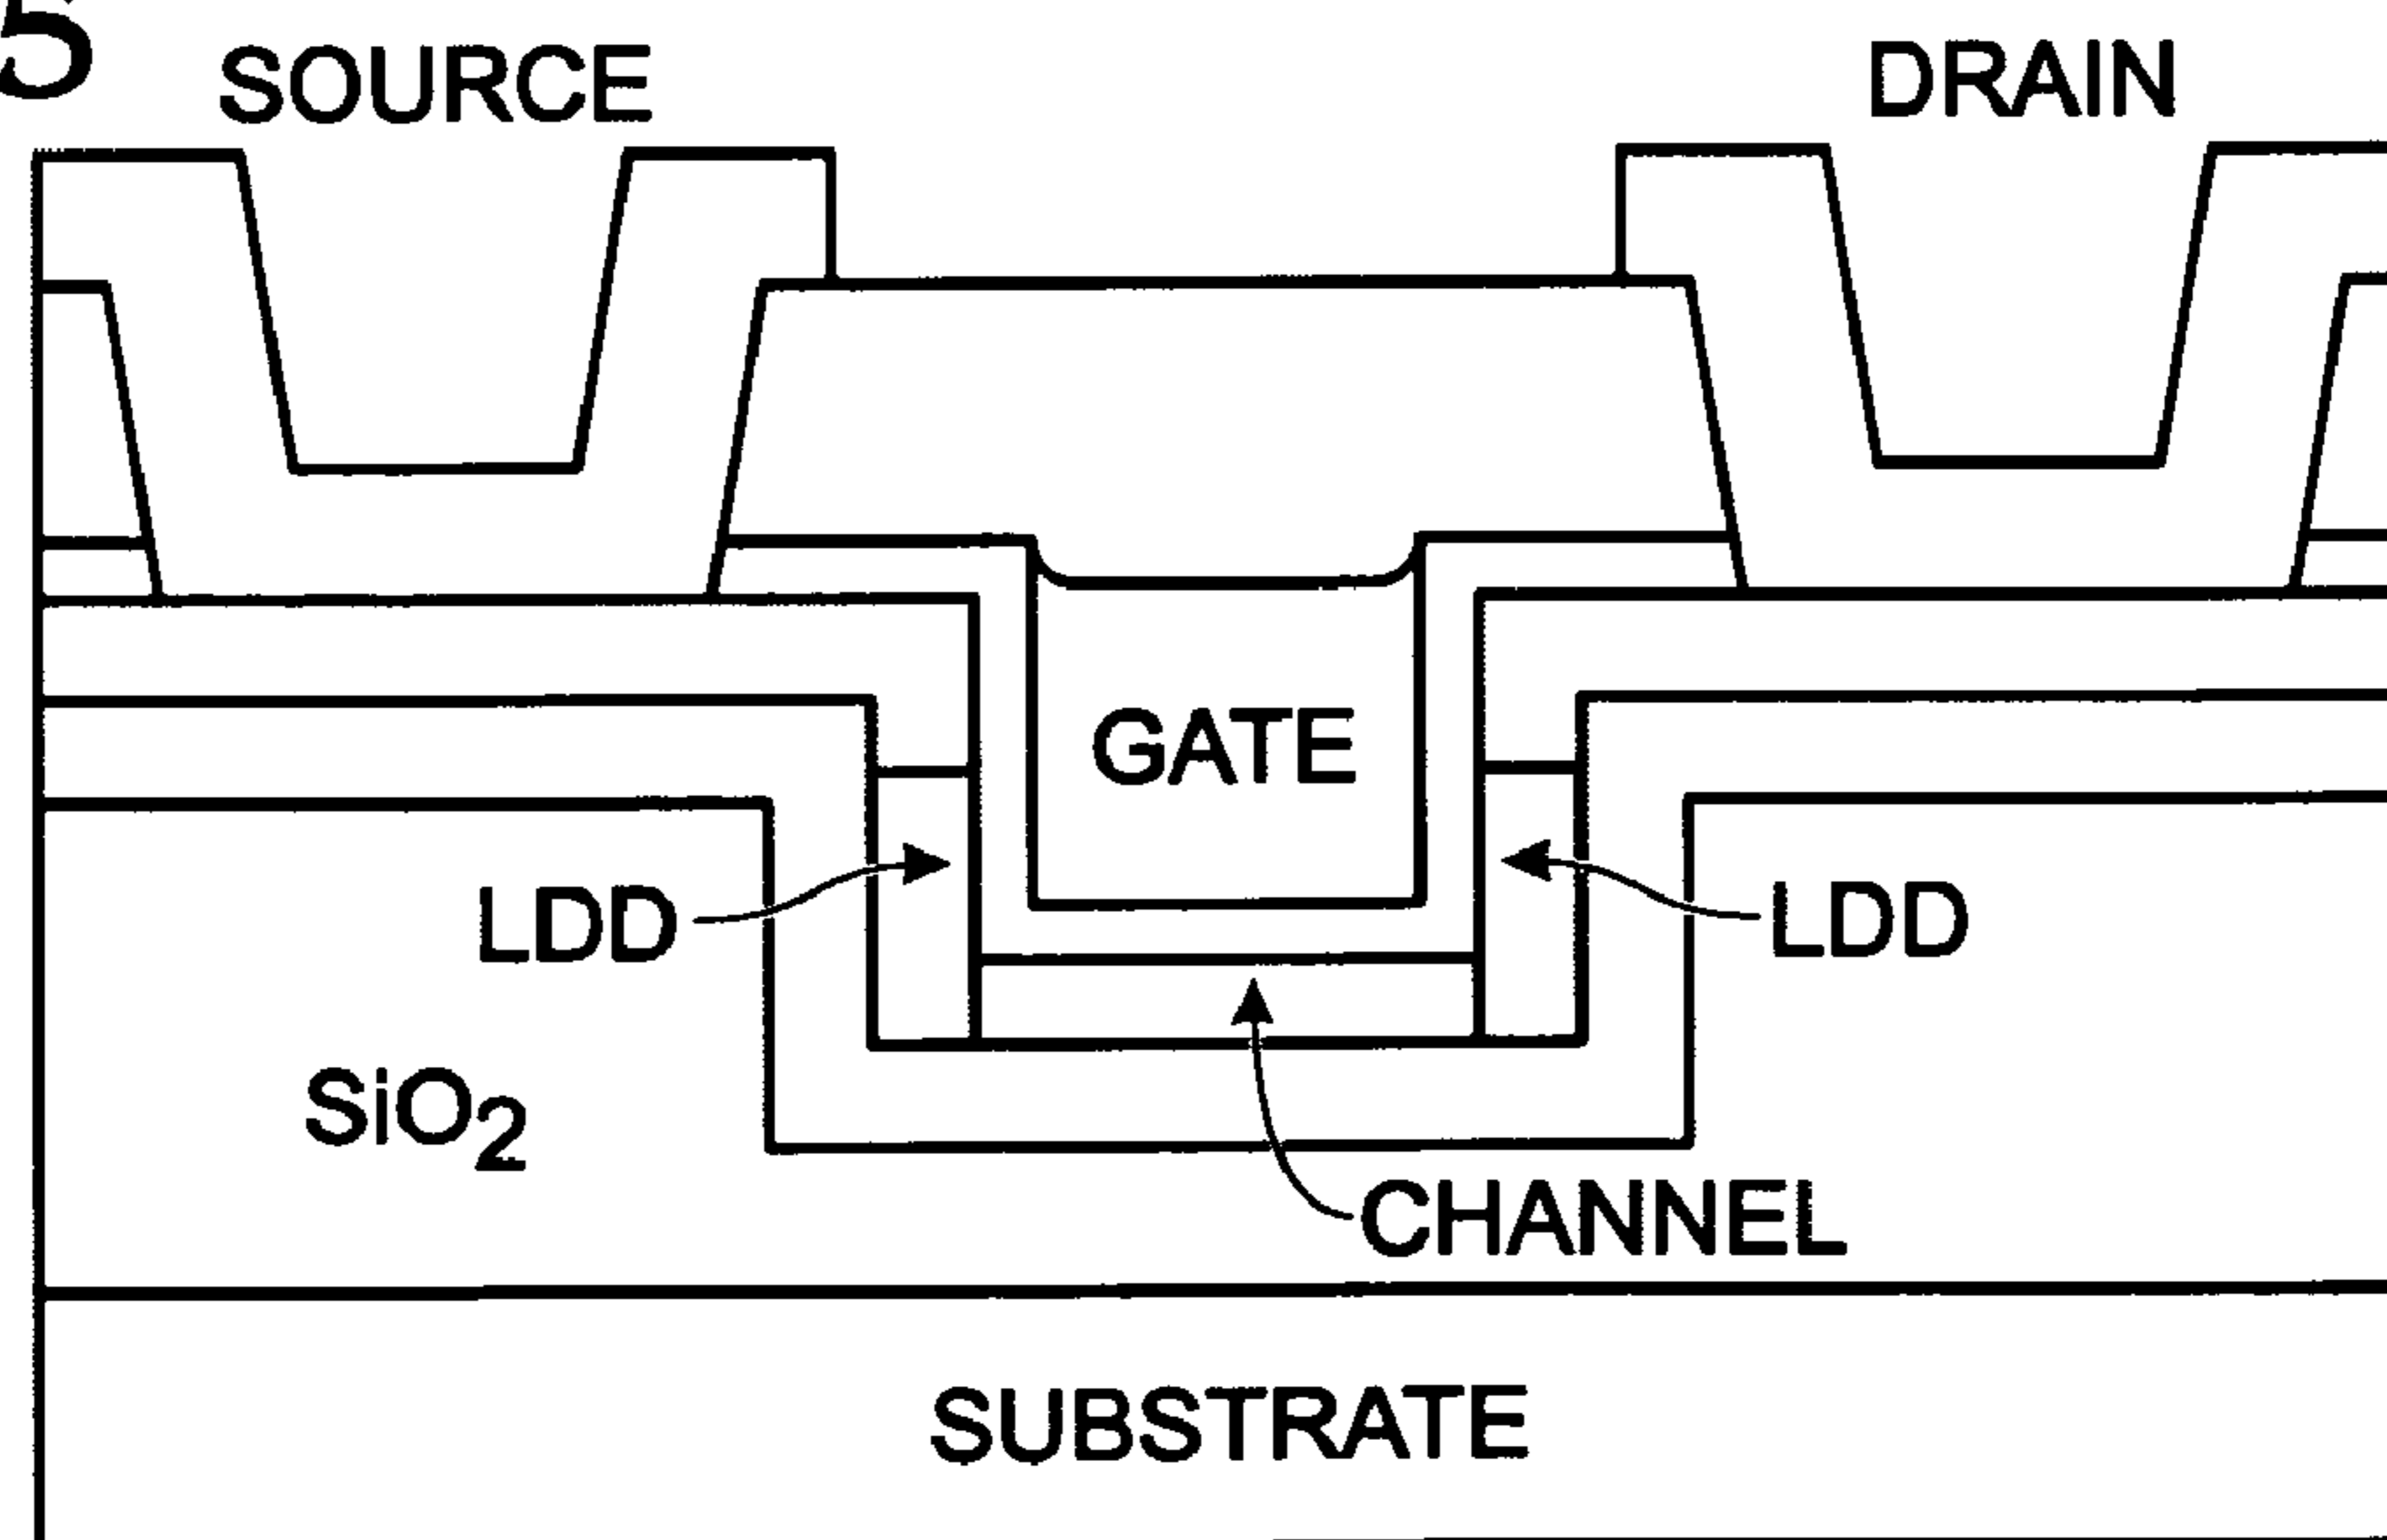 5
SOURCE
DRAIN
GATE
LDD
LDD
SiO2
CHANNEL
SUBSTRATE